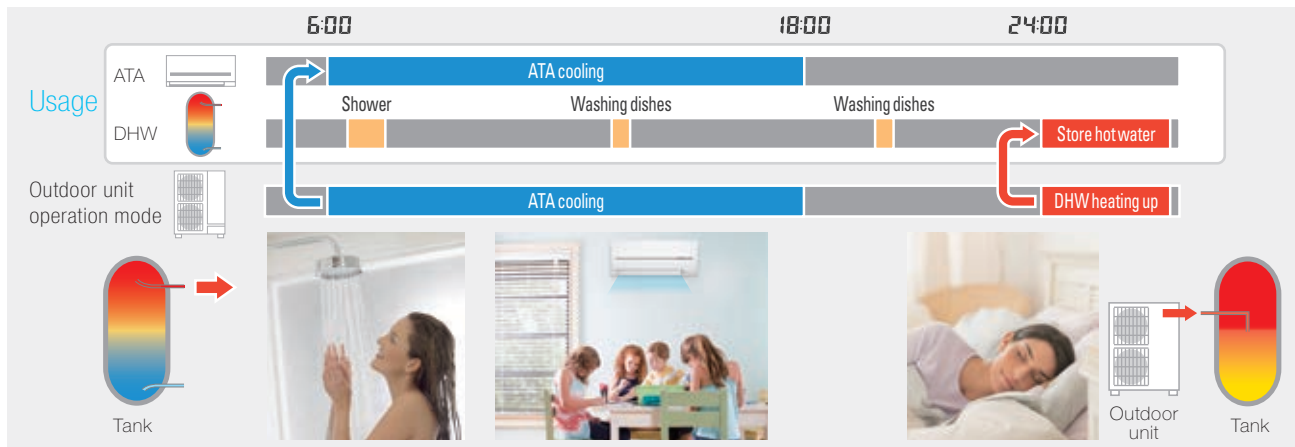 6:00 18:00 24:00
Usage
ATA
ATA cooling
Shower Washing dishes Washing dishes
DHW
Store hot water
Outdoor unit
operation mode
ATA cooling
DHW heating up
Tank
Outdoor
unit
Tank